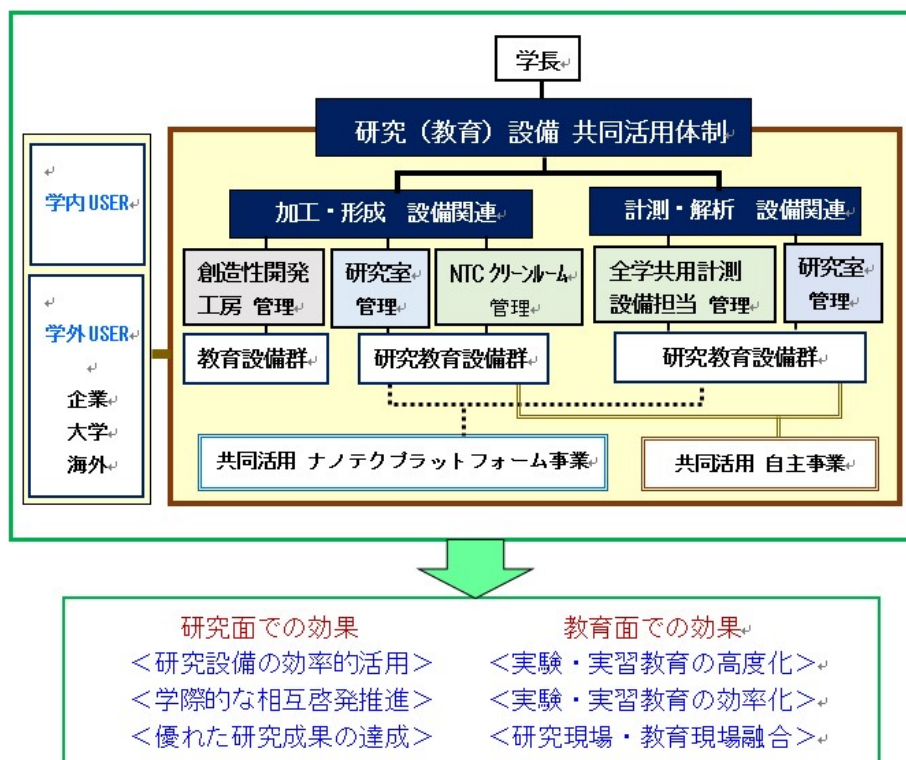 学長
研究（教育）設備 共同活用体制
学内 USER
学外 USER
企業
大学
海外
加工・形成 設備関連
計測・解析 設備関連
創造性開発
工房 管理
研究室
管理
NTC クリーンルーム
管理
全学共用計測
設備担当 管理
研究室
管理
教育設備群
研究教育設備群
研究教育設備群
共同活用 ナノテクプラットフォーム事業
共同活用 自主事業
研究面での効果
＜研究設備の効率的活用＞
＜学際的な相互啓発推進＞
＜優れた研究成果の達成＞
教育面での効果
＜実験・実習教育の高度化＞
＜実験・実習教育の効率化＞
＜研究現場・教育現場融合＞